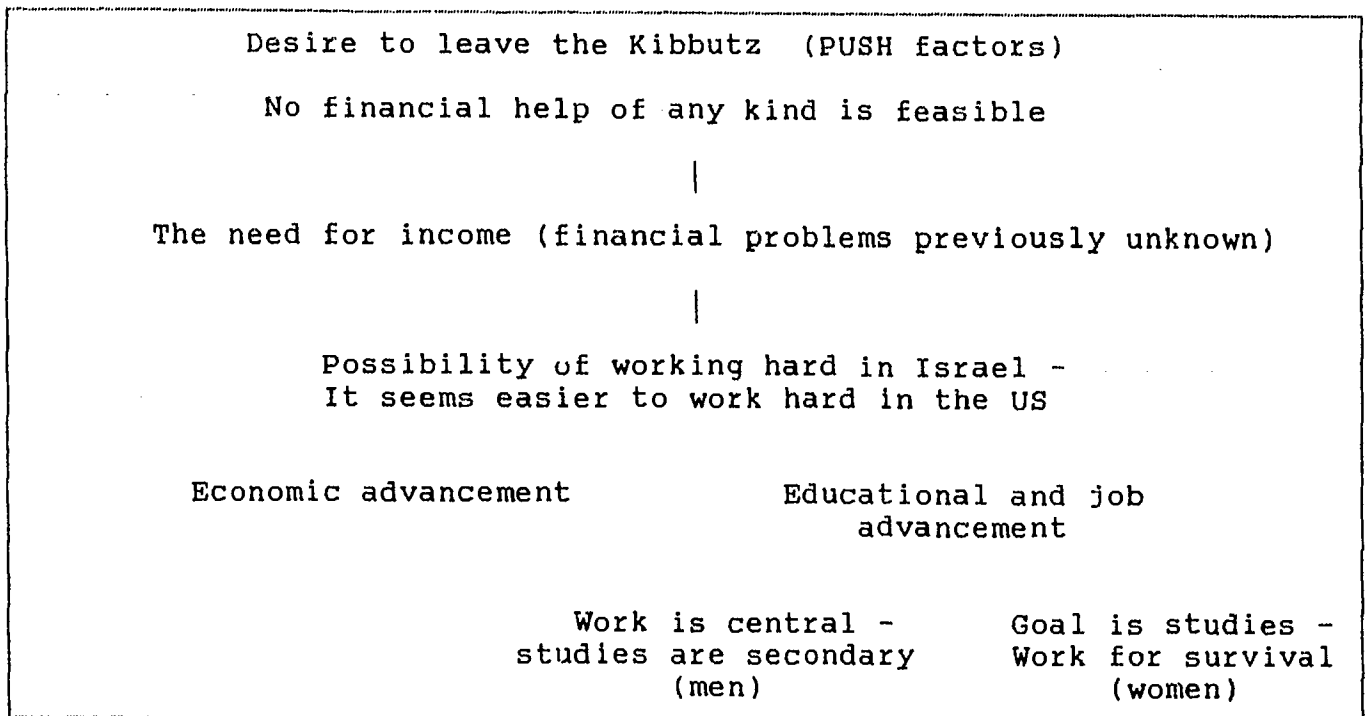 Desire to leave the Kibbutz (PUSH factors)
No financial help of any kind is feasible
The need for income (financial problems previously unknown)
Possibility of working hard in Israel -
It seems easier to work hard in the US
Economic advancement
Educational and job
advancement
Work is central -
studies are secondary
(men)
Goal is studies -
Work for survival
(women)